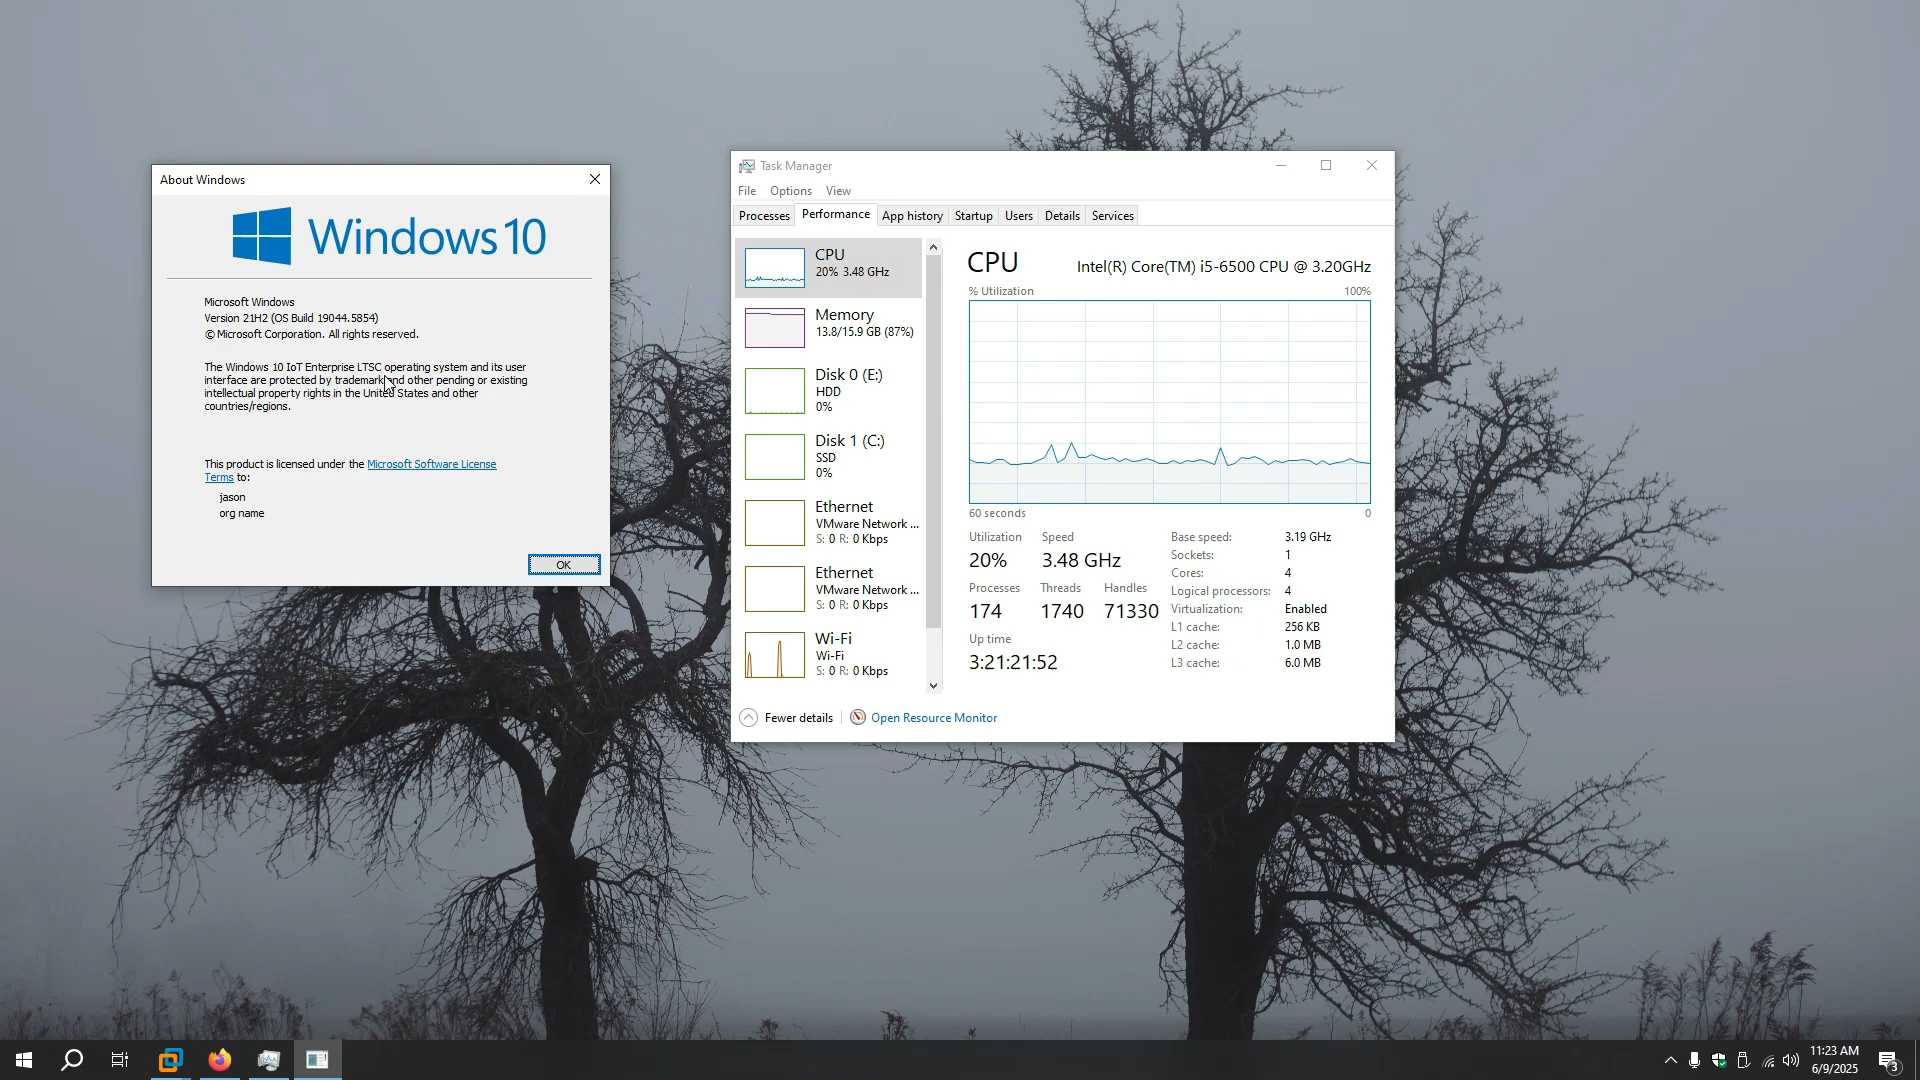 About Windows
Windows 10
Microsoft Windows
Version 21H2 (OS Build 19044.5854)
© Microsoft Corporation. All rights reserved.
The Windows 10 IoT Enterprise LTSC operating system and its user
interface are protected by trademark and other pending or existing
intellectual property rights in the United States and other
countries/regions.
This product is licensed under the Microsoft Software License
Terms to:
jason
org name
OK
Task Manager
File Options View
Processes Performance App history Startup Users Details Services
CPU
20% 3.48 GHz
Memory
13.8/15.9 GB (87%)
Disk 0 (E:)
HDD
0%
Disk 1 (C:)
SSD
0%
Ethernet
VMware Network ...
S: 0 R: 0 Kbps
Ethernet
VMware Network ...
S: 0 R: 0 Kbps
Wi-Fi
Wi-Fi
S: 0 R: 0 Kbps
CPU Intel(R) Core(TM) i5-6500 CPU @ 3.20GHz
% Utilization 100%
60 seconds 0
Utilization Speed
20% 3.48 GHz
Processes Threads Handles
174 1740 71330
Up time
3:21:21:52
Base speed: 3.19 GHz
Sockets: 1
Cores: 4
Logical processors: 4
Virtualization: Enabled
L1 cache: 256 KB
L2 cache: 1.0 MB
L3 cache: 6.0 MB
Fewer details Open Resource Monitor
11:23 AM
6/9/2025
3